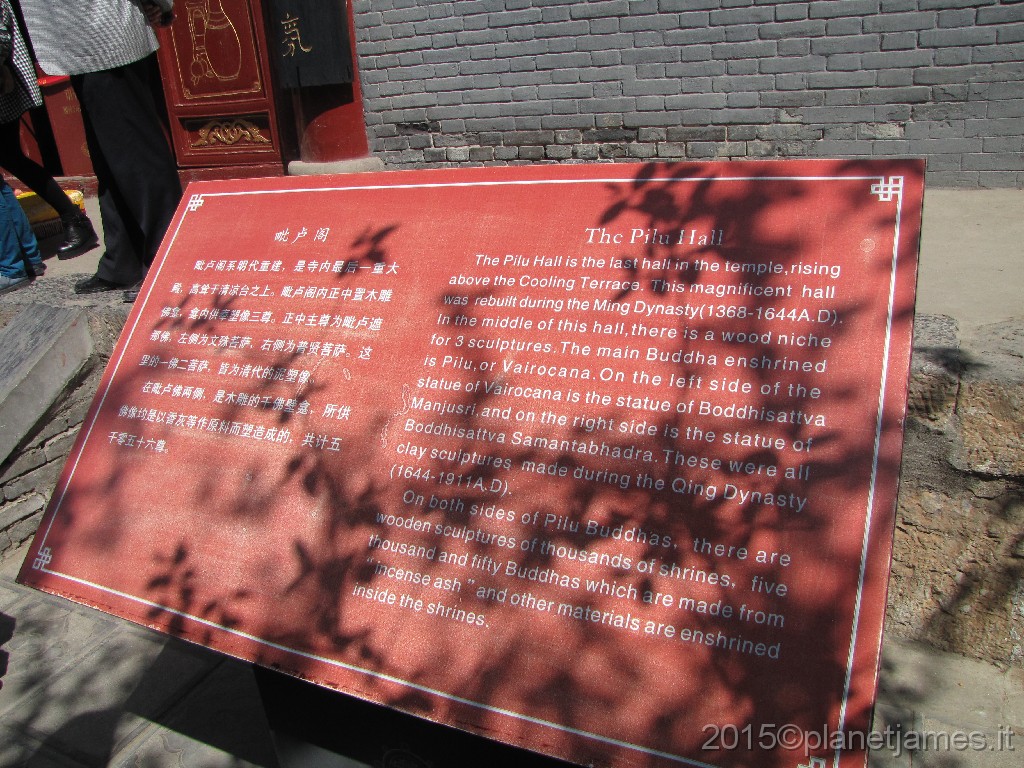 氛
毗卢阁
毗卢阁系明代重建，是寺内最后一重大
殿，高耸于清凉台之上。毗卢阁内正中置木雕
佛龛，龛内供奉塑像三尊。正中主尊为毗卢遮
那佛，左侧为文殊菩萨，右侧为普贤菩萨。这
里的一佛二菩萨，皆为清代的泥塑像。
在毗卢佛两侧，是木雕的千佛壁龛，所供
佛像均是以香灰等作原料而塑造成的，共计五
千零五十六尊。
The Pilu Hall
The Pilu Hall is the last hall in the temple,rising
above the Cooling Terrace. This magnificent hall
was rebuilt during the Ming Dynasty(1368-1644A.D).
In the middle of this hall,there is a wood niche
for 3 sculptures.The main Buddha enshrined
is Pilu,or Vairocana.On the left side of the
statue of Vairocana is the statue of Boddhisattva
Manjusri,and on the right side is the statue of
Boddhisattva Samantabhadra.These were all
clay sculptures made during the Qing Dynasty
(1644-1911A.D).
On both sides of Pilu Buddhas, there are
wooden sculptures of thousands of shrines, five
thousand and fifty Buddhas which are made from
"incense ash" and other materials are enshrined
inside the shrines.
2015©planetjames.it